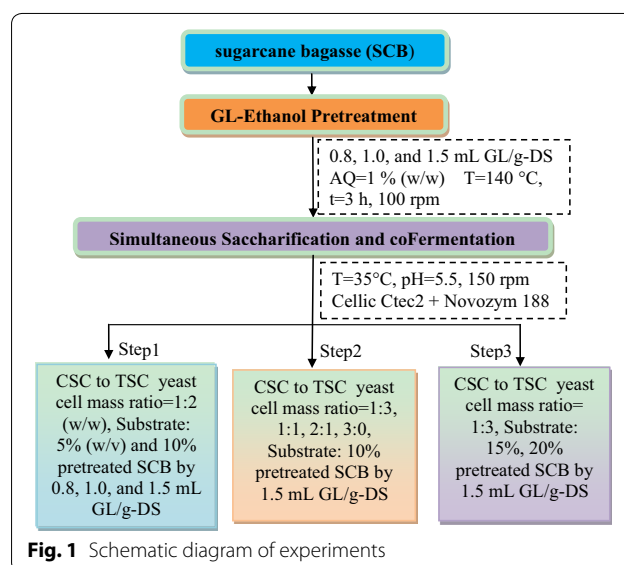 sugarcane bagasse (SCB)
GL-Ethanol Pretreatment
0.8, 1.0, and 1.5 mL GL/g-DS
AQ=1 % (w/w) T=140 °C,
t=3 h, 100 rpm
Simultaneous Saccharification and coFermentation
T=35°C, pH=5.5, 150 rpm
Cellic Ctec2 + Novozym 188
Step1
CSC to TSC yeast
cell mass ratio=1:2
(w/w), Substrate:
5% (w/v) and 10%
pretreated SCB by
0.8, 1.0, and 1.5 mL
GL/g-DS
Step2
CSC to TSC yeast
cell mass ratio=1:3,
1:1, 2:1, 3:0,
Substrate: 10%
pretreated SCB by
1.5 mL GL/g-DS
Step3
CSC to TSC yeast
cell mass ratio=
1:3, Substrate:
15%, 20%
pretreated SCB by
1.5 mL GL/g-DS
Fig. 1 Schematic diagram of experiments